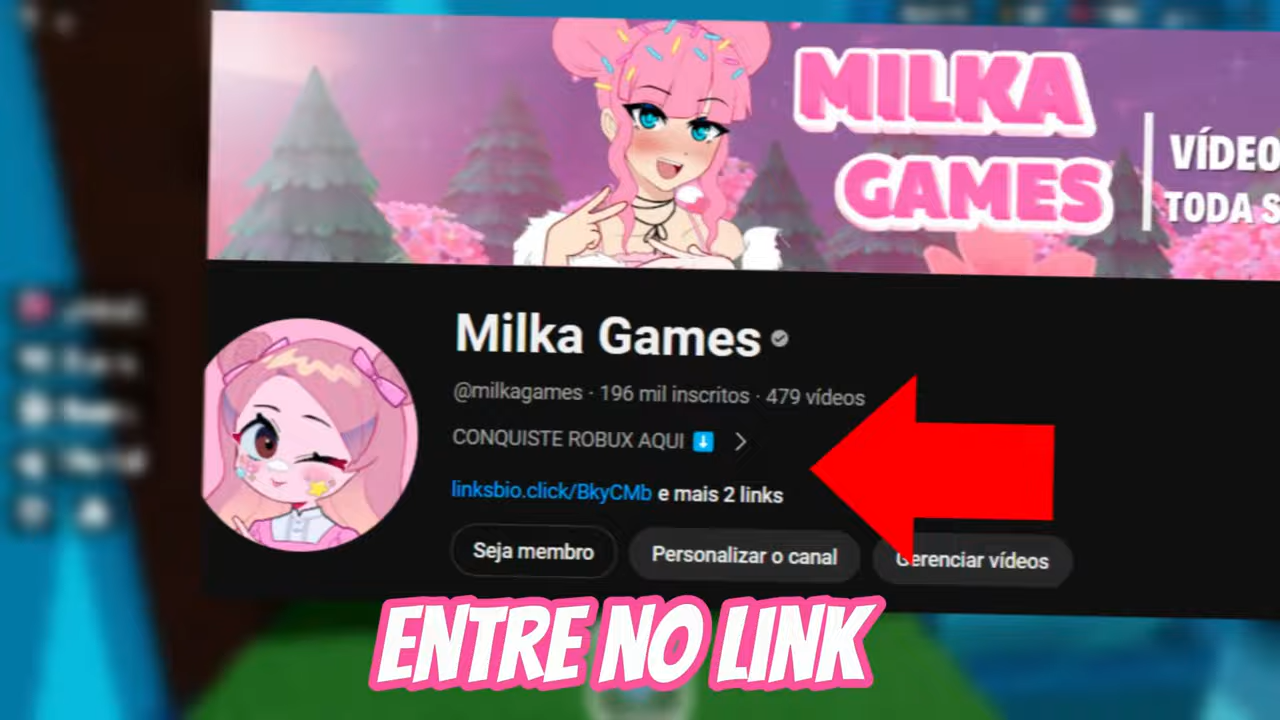 MILKA
GAMES
VÍDEO
TODA S
Milka Games
@milkagames · 196 mil inscritos · 479 vídeos
CONQUISTE ROBUX AQUI ⬇️ >
linksbio.click/BkyCMb e mais 2 links
Seja membro
Personalizar o canal
Gerenciar vídeos
ENTRE NO LINK